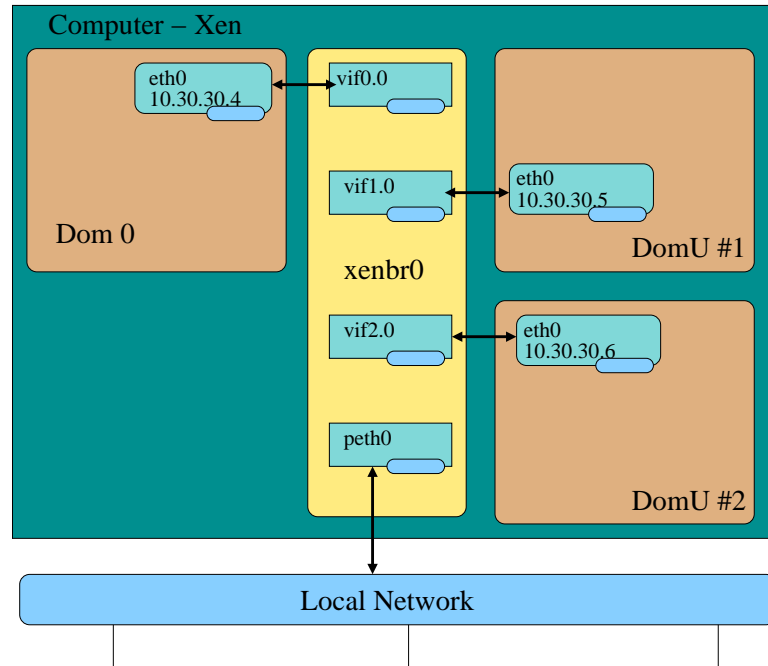 Computer – Xen
eth0
10.30.30.4
vif0.0
vif1.0
eth0
10.30.30.5
Dom 0
DomU #1
xenbr0
vif2.0
eth0
10.30.30.6
peth0
DomU #2
Local Network